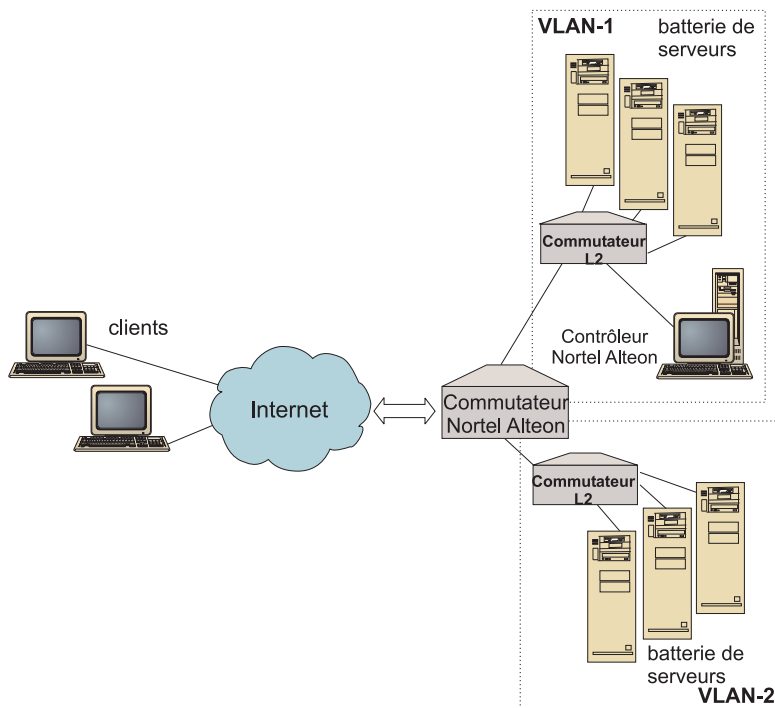 VLAN-1
batterie de
serveurs
Commutateur
L2
clients
Contrôleur
Nortel Alteon
Internet
Commutateur
Nortel Alteon
Commutateur
L2
batterie de
serveurs
VLAN-2